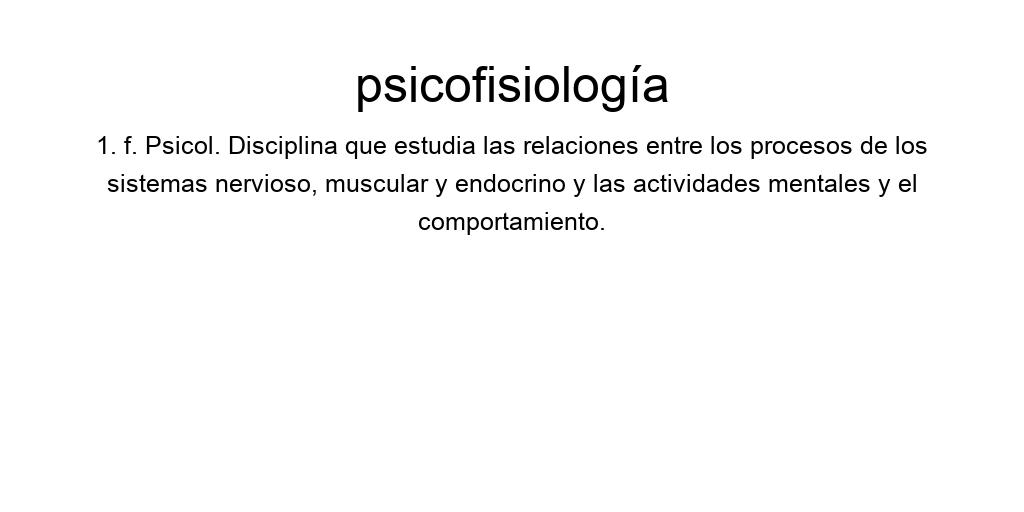 psicofisiología
1. f. Psicol. Disciplina que estudia las relaciones entre los procesos de los
sistemas nervioso, muscular y endocrino y las actividades mentales y el
comportamiento.